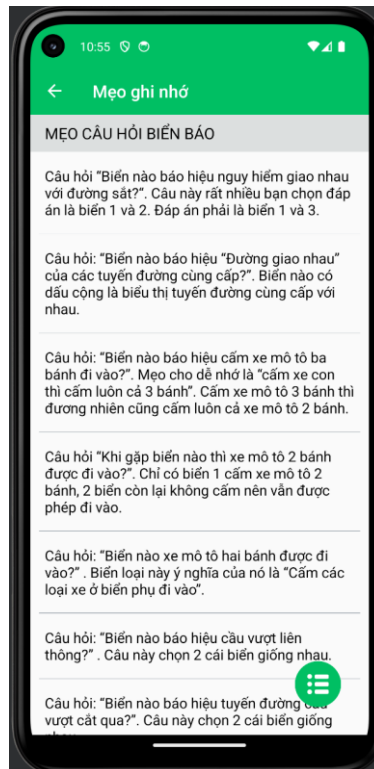 10:55
Mẹo ghi nhớ
MẸO CÂU HỎI BIỂN BÁO
Câu hỏi "Biển nào báo hiệu nguy hiểm giao nhau
với đường sắt?". Câu này rất nhiều bạn chọn đáp
án là biển 1 và 2. Đáp án phải là biển 1 và 3.
Câu hỏi: "Biển nào báo hiệu "Đường giao nhau"
của các tuyến đường cùng cấp?". Biển nào có
dấu cộng là biểu thị tuyến đường cùng cấp với
nhau.
Câu hỏi: "Biển nào báo hiệu cấm xe mô tô ba
bánh đi vào?". Mẹo cho dễ nhớ là "cấm xe con
thì cấm luôn cả 3 bánh". Cấm xe mô tô 3 bánh thì
đương nhiên cũng cấm luôn cả xe mô tô 2 bánh.
Câu hỏi "Khi gặp biển nào thì xe mô tô 2 bánh
được đi vào?". Chỉ có biển 1 cấm xe mô tô 2
bánh, 2 biển còn lại không cấm nên vẫn được
phép đi vào.
Câu hỏi: "Biển nào xe mô tô hai bánh được đi
vào?" . Biển loại này ý nghĩa của nó là "Cấm các
loại xe ở biển phụ đi vào".
Câu hỏi: "Biển nào báo hiệu cầu vượt liên
thông?" . Câu này chọn 2 cái biển giống nhau.
Câu hỏi: "Biển nào báo hiệu tuyến đường
vượt cắt qua?". Câu này chọn 2 cái biển giống